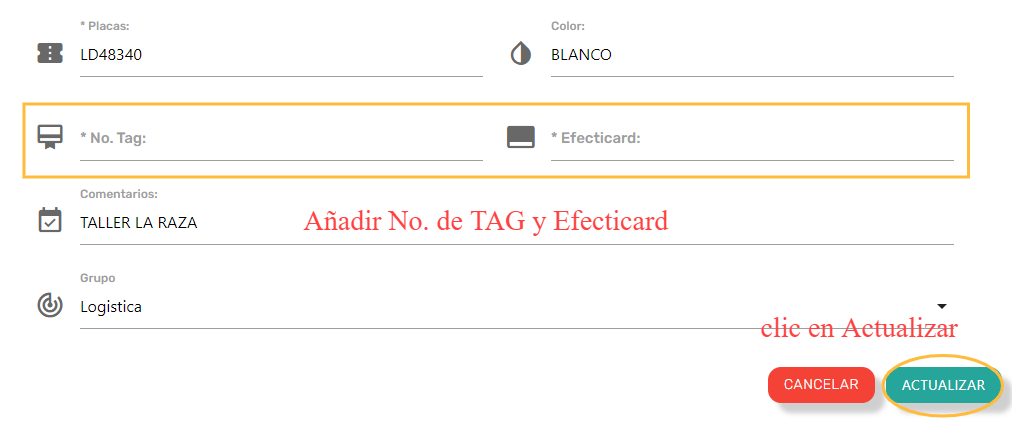 * Placas:
LD48340
Color:
BLANCO
* No. Tag:
* Efecticard:
Comentarios:
TALLER LA RAZA
Añadir No. de TAG y Efecticard
Grupo
Logistica
clic en Actualizar
CANCELAR
ACTUALIZAR